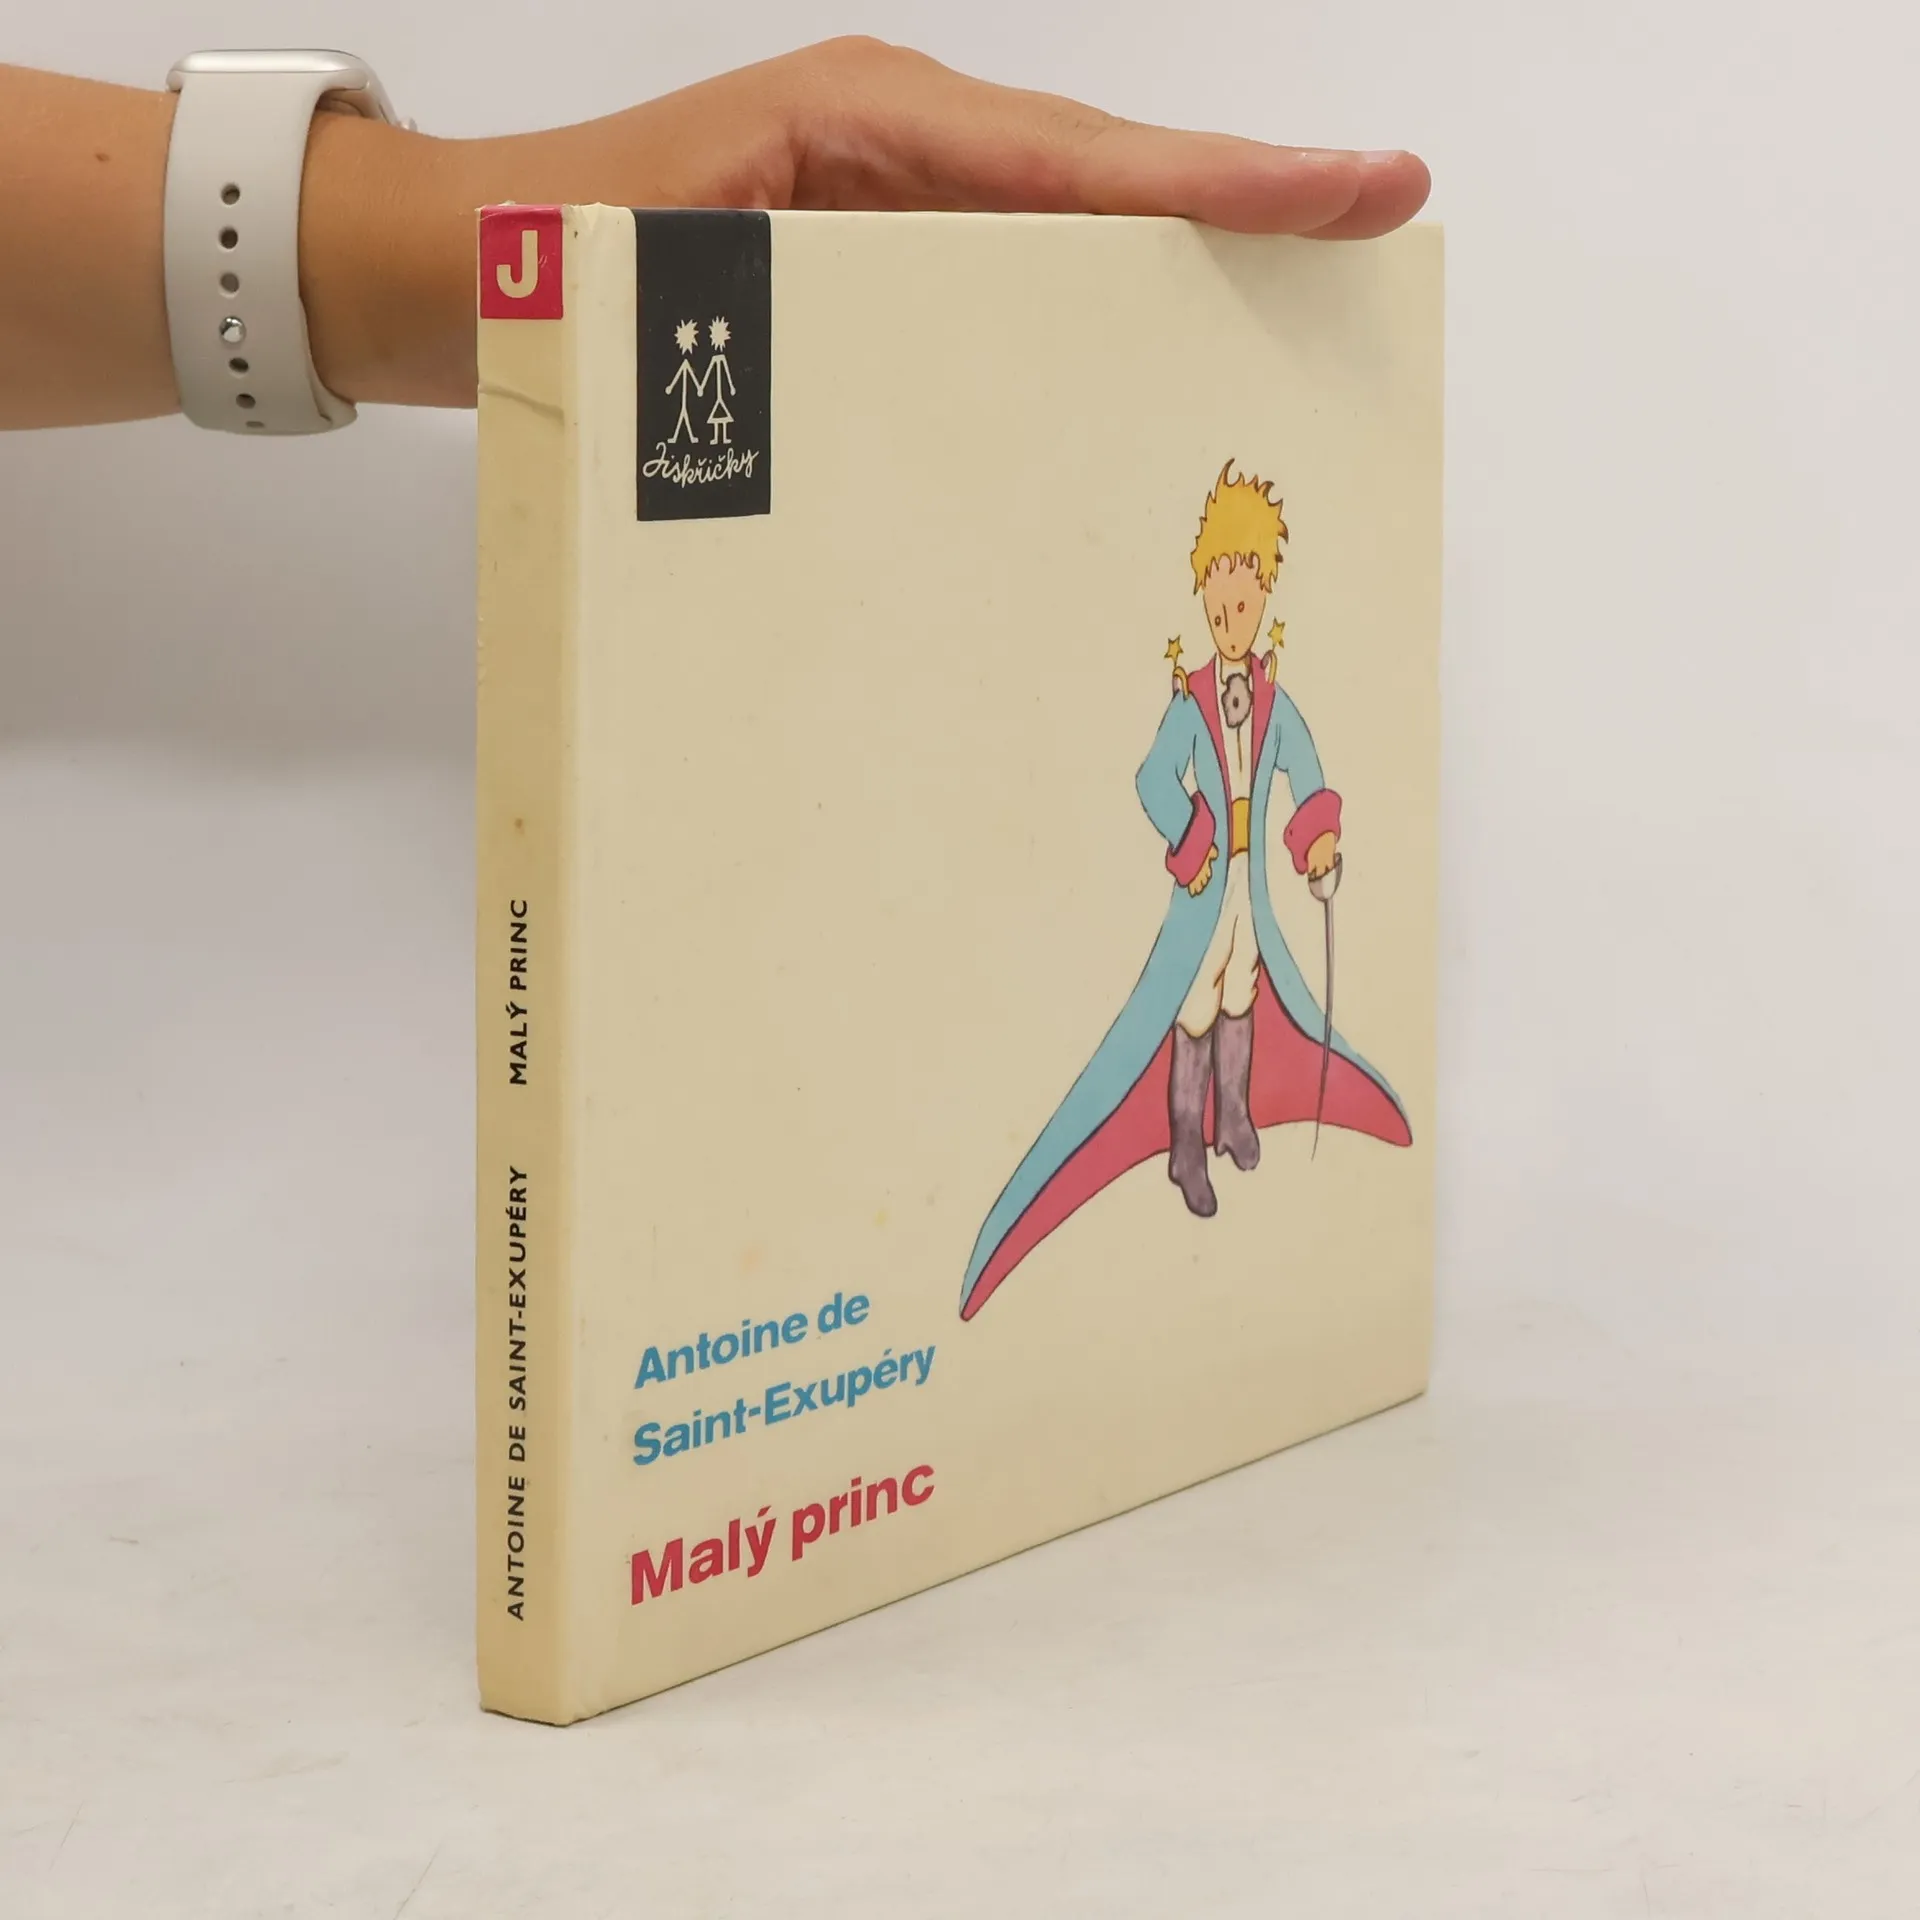 J
Jiskřičky
ANTOINE DE SAINT-EXUPÉRY MALÝ PRINC
Antoine de
Saint-Exupéry
Malý princ